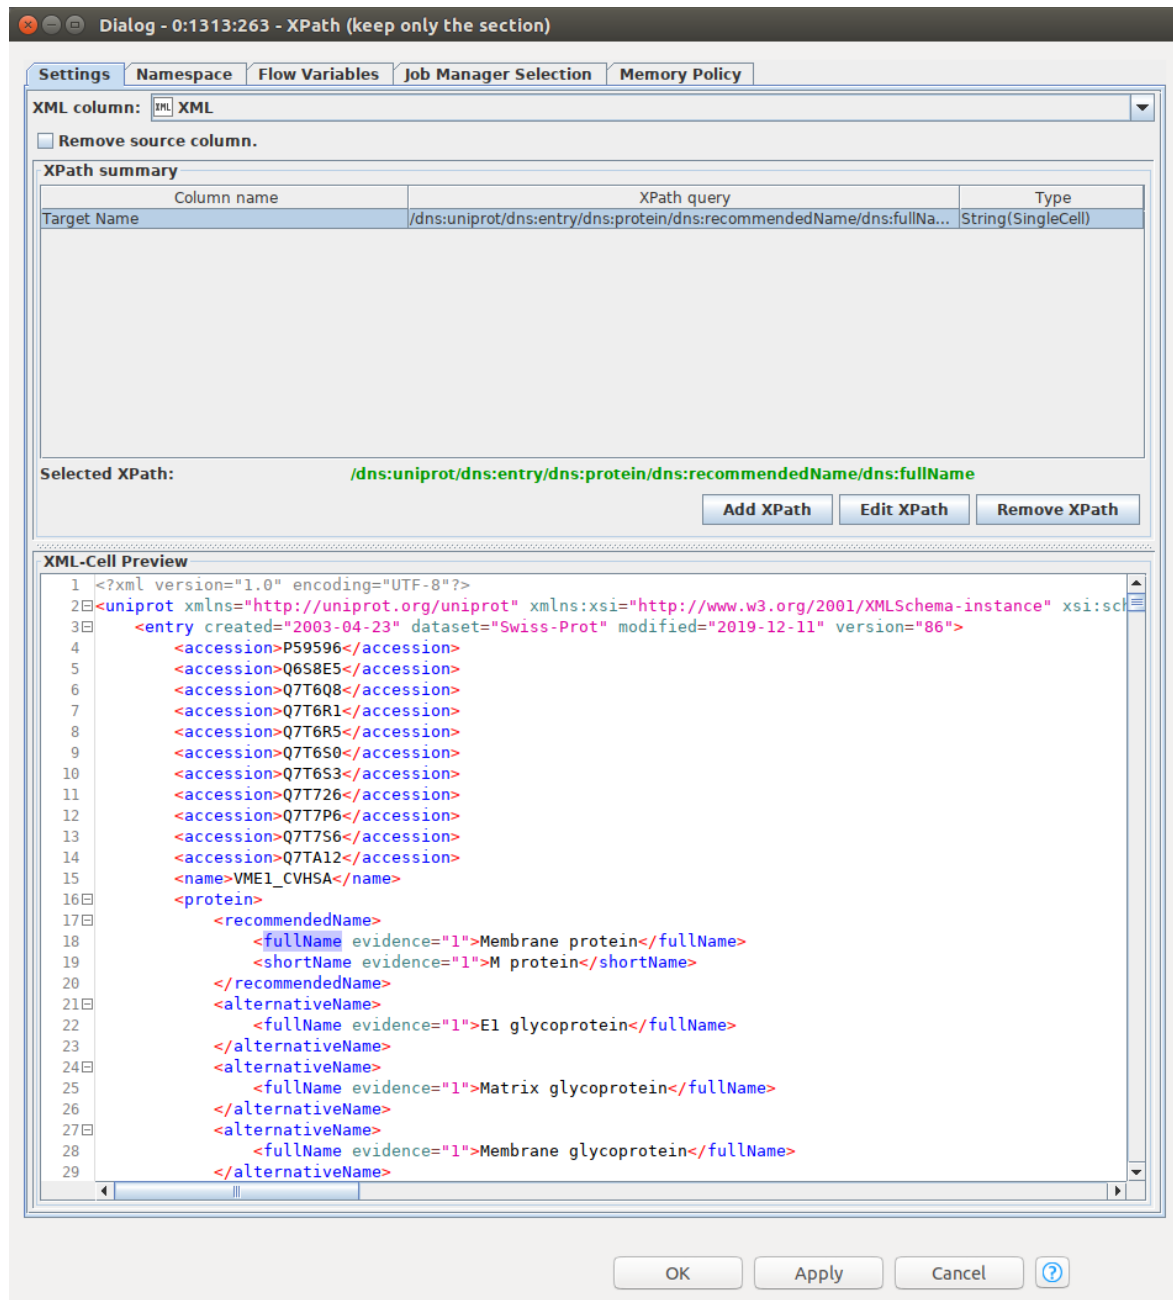 Dialog - 0:1313:263 - XPath (keep only the section)
Settings Namespace Flow Variables Job Manager Selection Memory Policy
XML column: XML XML
Remove source column.
XPath summary
Column name XPath query Type
Target Name /dns:uniprot/dns:entry/dns:protein/dns:recommendedName/dns:fullNa... String(SingleCell)
Selected XPath: /dns:uniprot/dns:entry/dns:protein/dns:recommendedName/dns:fullName
Add XPath Edit XPath Remove XPath
XML-Cell Preview
1 <?xml version="1.0" encoding="UTF-8"?>
2 <uniprot xmlns="http://uniprot.org/uniprot" xmlns:xsi="http://www.w3.org/2001/XMLSchema-instance" xsi:sch
3 <entry created="2003-04-23" dataset="Swiss-Prot" modified="2019-12-11" version="86">
4 <accession>P59596</accession>
5 <accession>Q6S8E5</accession>
6 <accession>Q7T6Q8</accession>
7 <accession>Q7T6R1</accession>
8 <accession>Q7T6R5</accession>
9 <accession>Q7T6S0</accession>
10 <accession>Q7T6S3</accession>
11 <accession>Q7T726</accession>
12 <accession>Q7T7P6</accession>
13 <accession>Q7T7S6</accession>
14 <accession>Q7TA12</accession>
15 <name>VME1_CVHSA</name>
16 <protein>
17 <recommendedName>
18 <fullName evidence="1">Membrane protein</fullName>
19 <shortName evidence="1">M protein</shortName>
20 </recommendedName>
21 <alternativeName>
22 <fullName evidence="1">E1 glycoprotein</fullName>
23 </alternativeName>
24 <alternativeName>
25 <fullName evidence="1">Matrix glycoprotein</fullName>
26 </alternativeName>
27 <alternativeName>
28 <fullName evidence="1">Membrane glycoprotein</fullName>
29 </alternativeName>
OK Apply Cancel ?